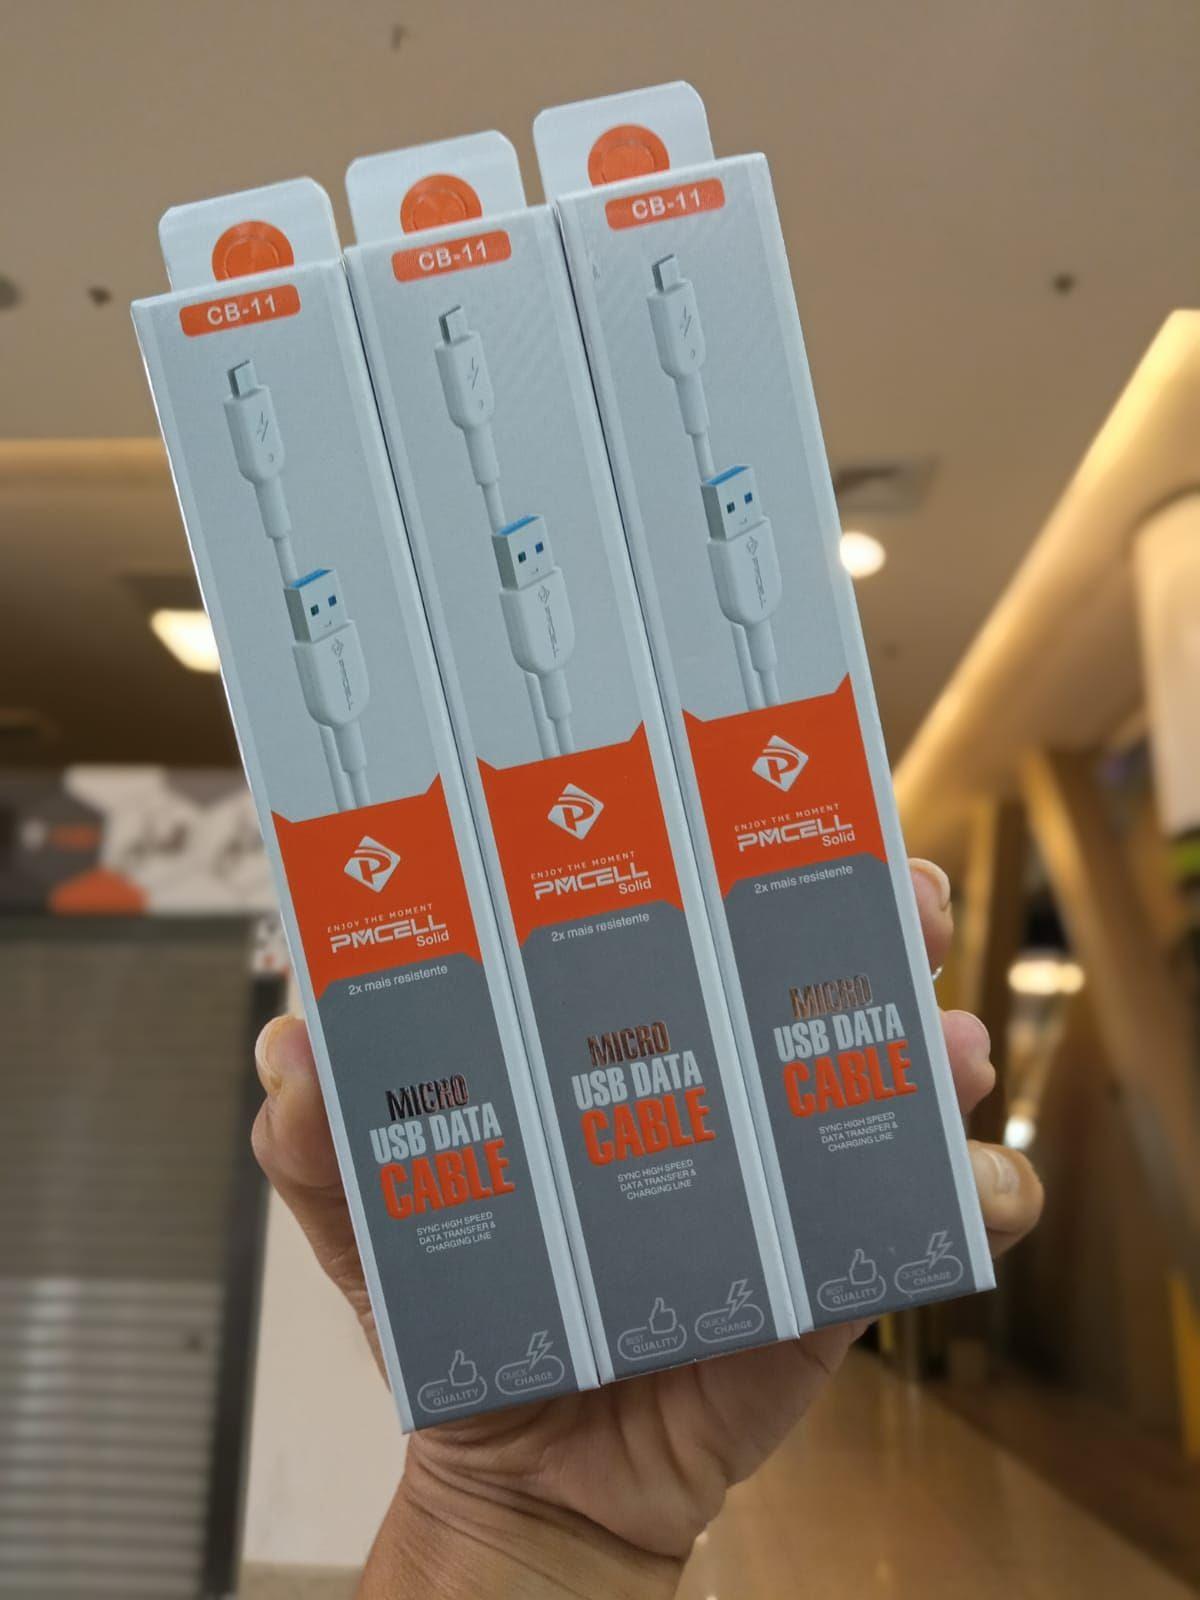 CB-11
PMCELL
ENJOY THE MOMENT
PMCELL
Solid
2x mais resistente
MICRO
USB DATA
CABLE
SYNC HIGH SPEED
DATA TRANSFER &
CHARGING LINE
BEST
QUALITY
QUICK
CHARGE
CB-11
PMCELL
ENJOY THE MOMENT
PMCELL
Solid
2x mais resistente
MICRO
USB DATA
CABLE
SYNC HIGH SPEED
DATA TRANSFER &
CHARGING LINE
BEST
QUALITY
QUICK
CHARGE
CB-11
PMCELL
ENJOY THE MOMENT
PMCELL
Solid
2x mais resistente
MICRO
USB DATA
CABLE
SYNC HIGH SPEED
DATA TRANSFER &
CHARGING LINE
BEST
QUALITY
QUICK
CHARGE